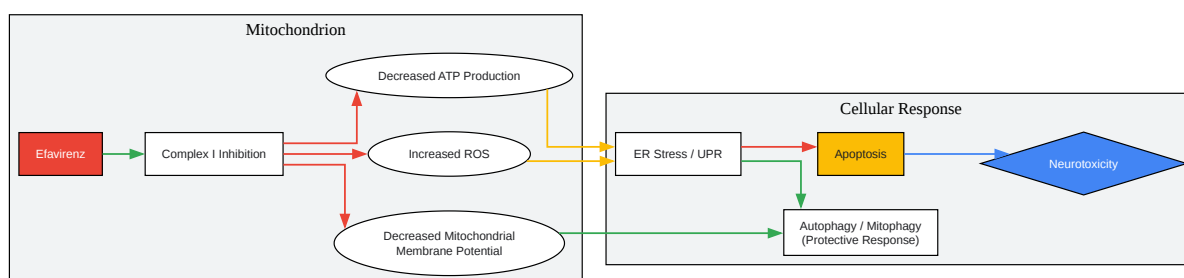 Mitochondrion
Decreased ATP Production
Cellular Response
Efavirenz
Complex I Inhibition
Increased ROS
ER Stress / UPR
Apoptosis
Neurotoxicity
Decreased Mitochondrial
Membrane Potential
Autophagy / Mitophagy
(Protective Response)